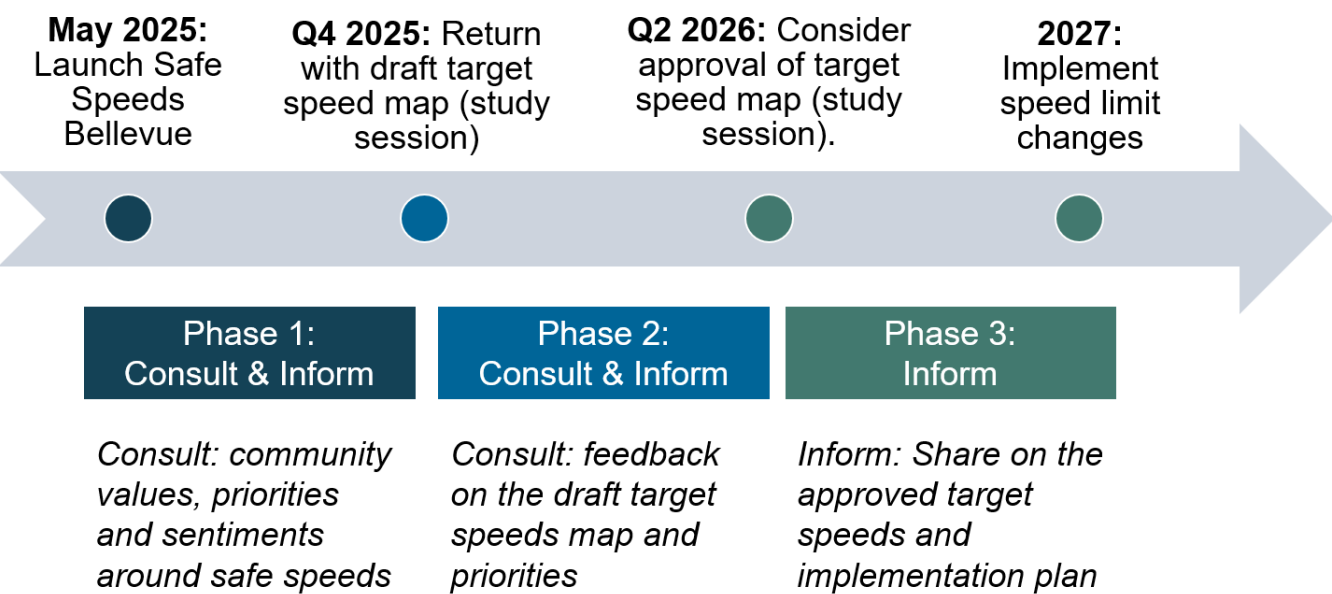 May 2025:
Launch Safe
Speeds
Bellevue
Q4 2025: Return
with draft target
speed map (study
session)
Q2 2026: Consider
approval of target
speed map (study
session).
2027:
Implement
speed limit
changes
Phase 1:
Consult & Inform
Phase 2:
Consult & Inform
Phase 3:
Inform
Consult: community
values, priorities
and sentiments
around safe speeds
Consult: feedback
on the draft target
speeds map and
priorities
Inform: Share on the
approved target
speeds and
implementation plan